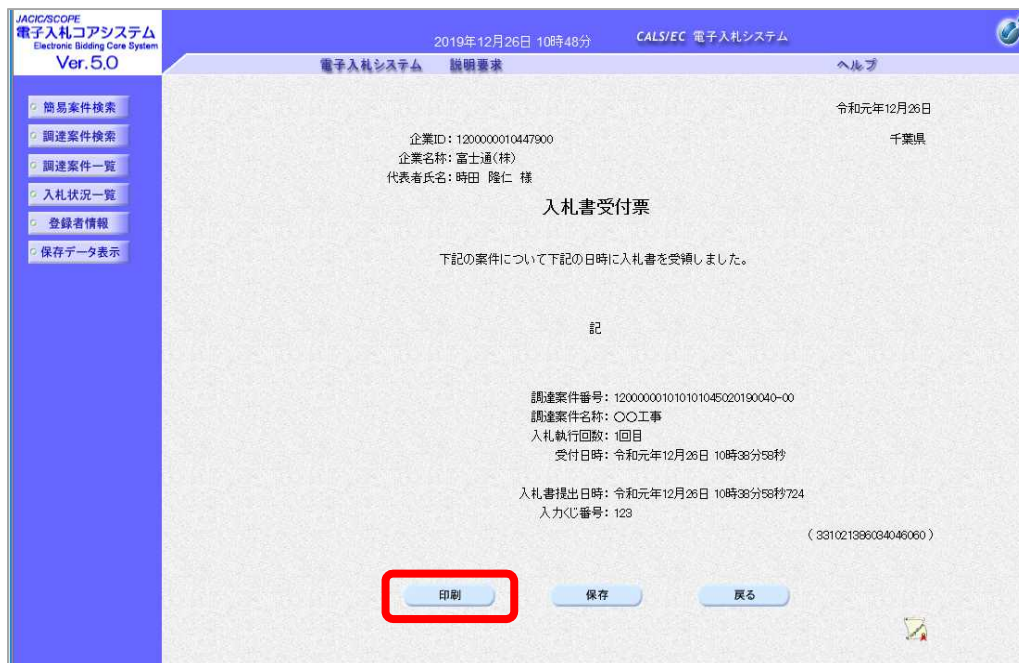 JACIC/SCOPE
電子入札コアシステム
Electronic Bidding Core System
Ver.5.0
2019年12月26日 10時48分
CALS/EC 電子入札システム
電子入札システム
説明要求
ヘルプ
簡易案件検索
調達案件検索
調達案件一覧
入札状況一覧
登録者情報
保存データ表示
令和元年12月26日
企業ID：1200000010447900
千葉県
企業名称：富士通(株)
代表者氏名：時田 隆仁 様
入札書受付票
下記の案件について下記の日時に入札書を受領しました。
記
調達案件番号：12000000101010104502019​0040-00
調達案件名称：〇〇工事
入札執行回数：1回目
受付日時：令和元年12月26日 10時38分58秒
入札書提出日時：令和元年12月26日 10時38分58秒724
入力くじ番号：123
（ 331021386034046060 ）
印刷
保存
戻る